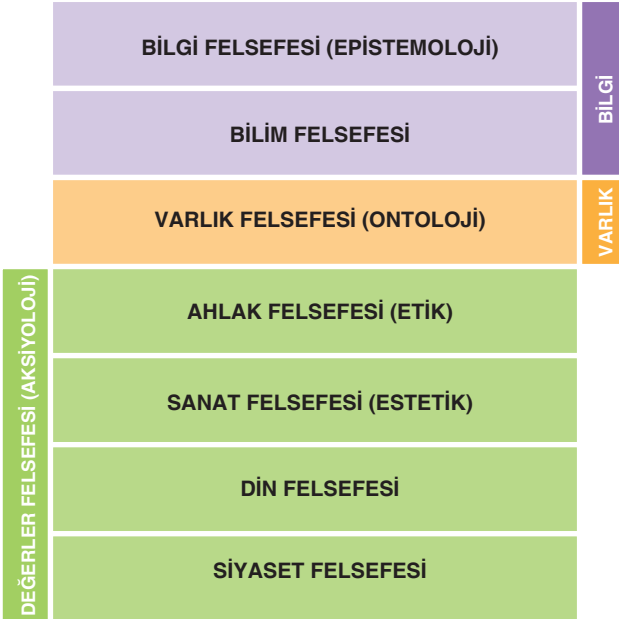 BİLGİ FELSEFESİ (EPİSTEMOLOJİ)
BİLİM FELSEFESİ
BİLGİ
VARLIK FELSEFESİ (ONTOLOJİ)
VARLIK
DEĞERLER FELSEFESİ (AKSİYOLOJİ)
AHLAK FELSEFESİ (ETİK)
SANAT FELSEFESİ (ESTETİK)
DİN FELSEFESİ
SİYASET FELSEFESİ